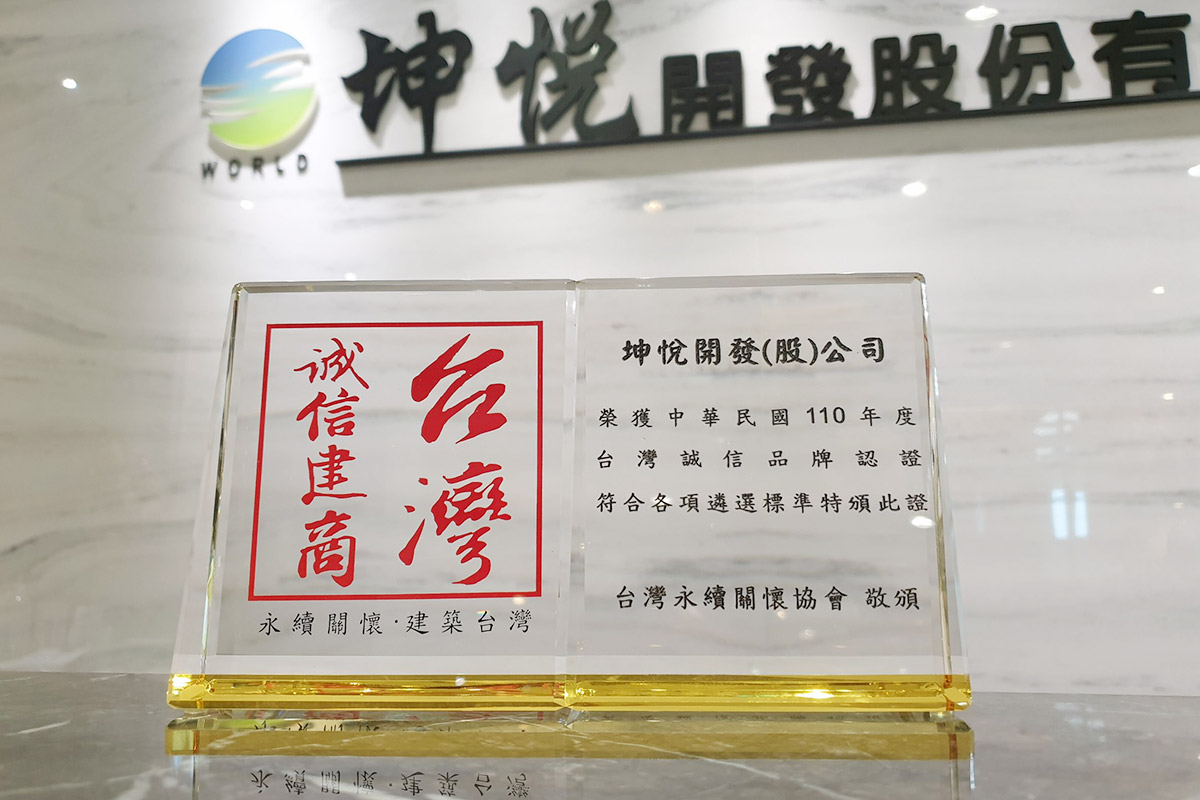 坤悅開發股份有
WORLD
台灣
誠信建商
永續關懷·建築台灣
坤悅開發(股)公司
榮獲中華民國110年度
台灣誠信品牌認證
符合各項遴選標準特頒此證
台灣永續關懷協會 敬頒